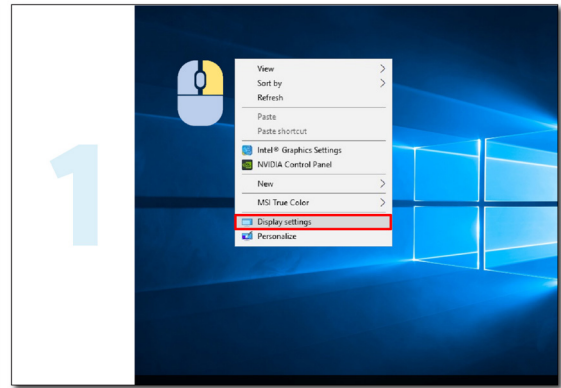 1
View
Sort by
Refresh
Paste
Paste shortcut
Intel® Graphics Settings
NVIDIA Control Panel
New
MSI True Color
Display settings
Personalize